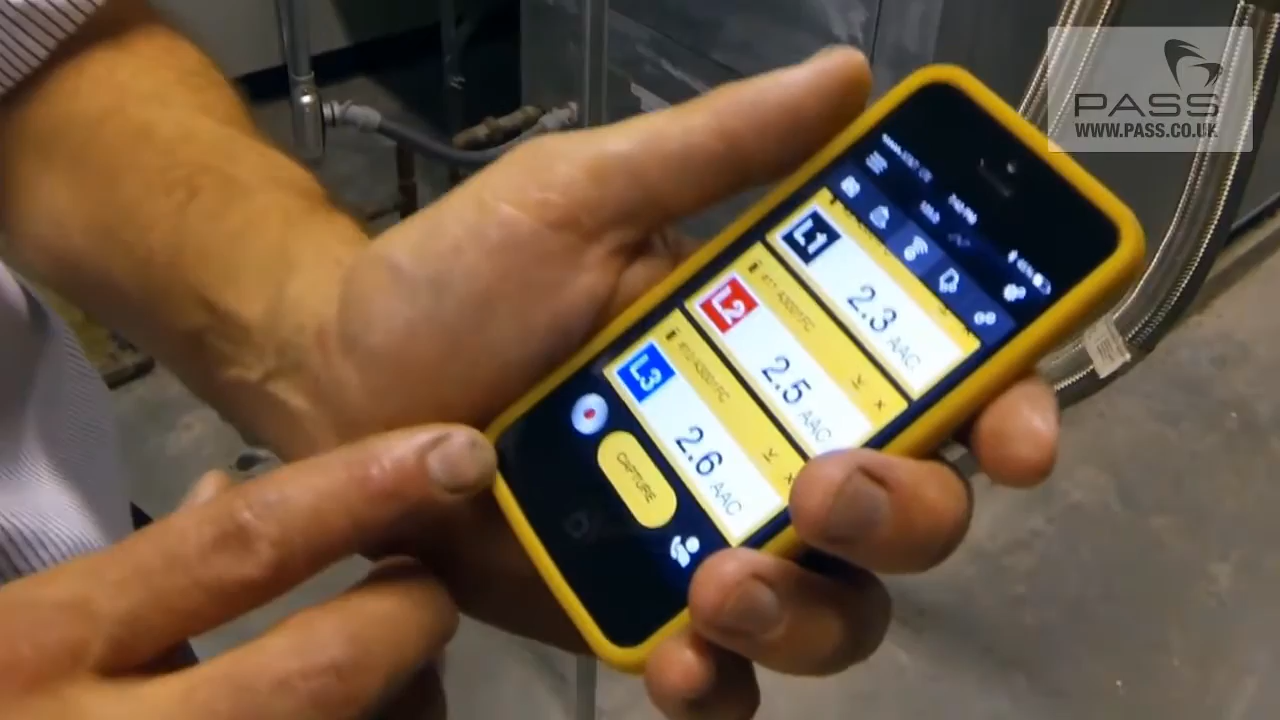 PASS
WWW.PASS.CO.UK
L1
2.3 AAC
L2
2.5 AAC
L3
2.6 AAC
CAPTURE